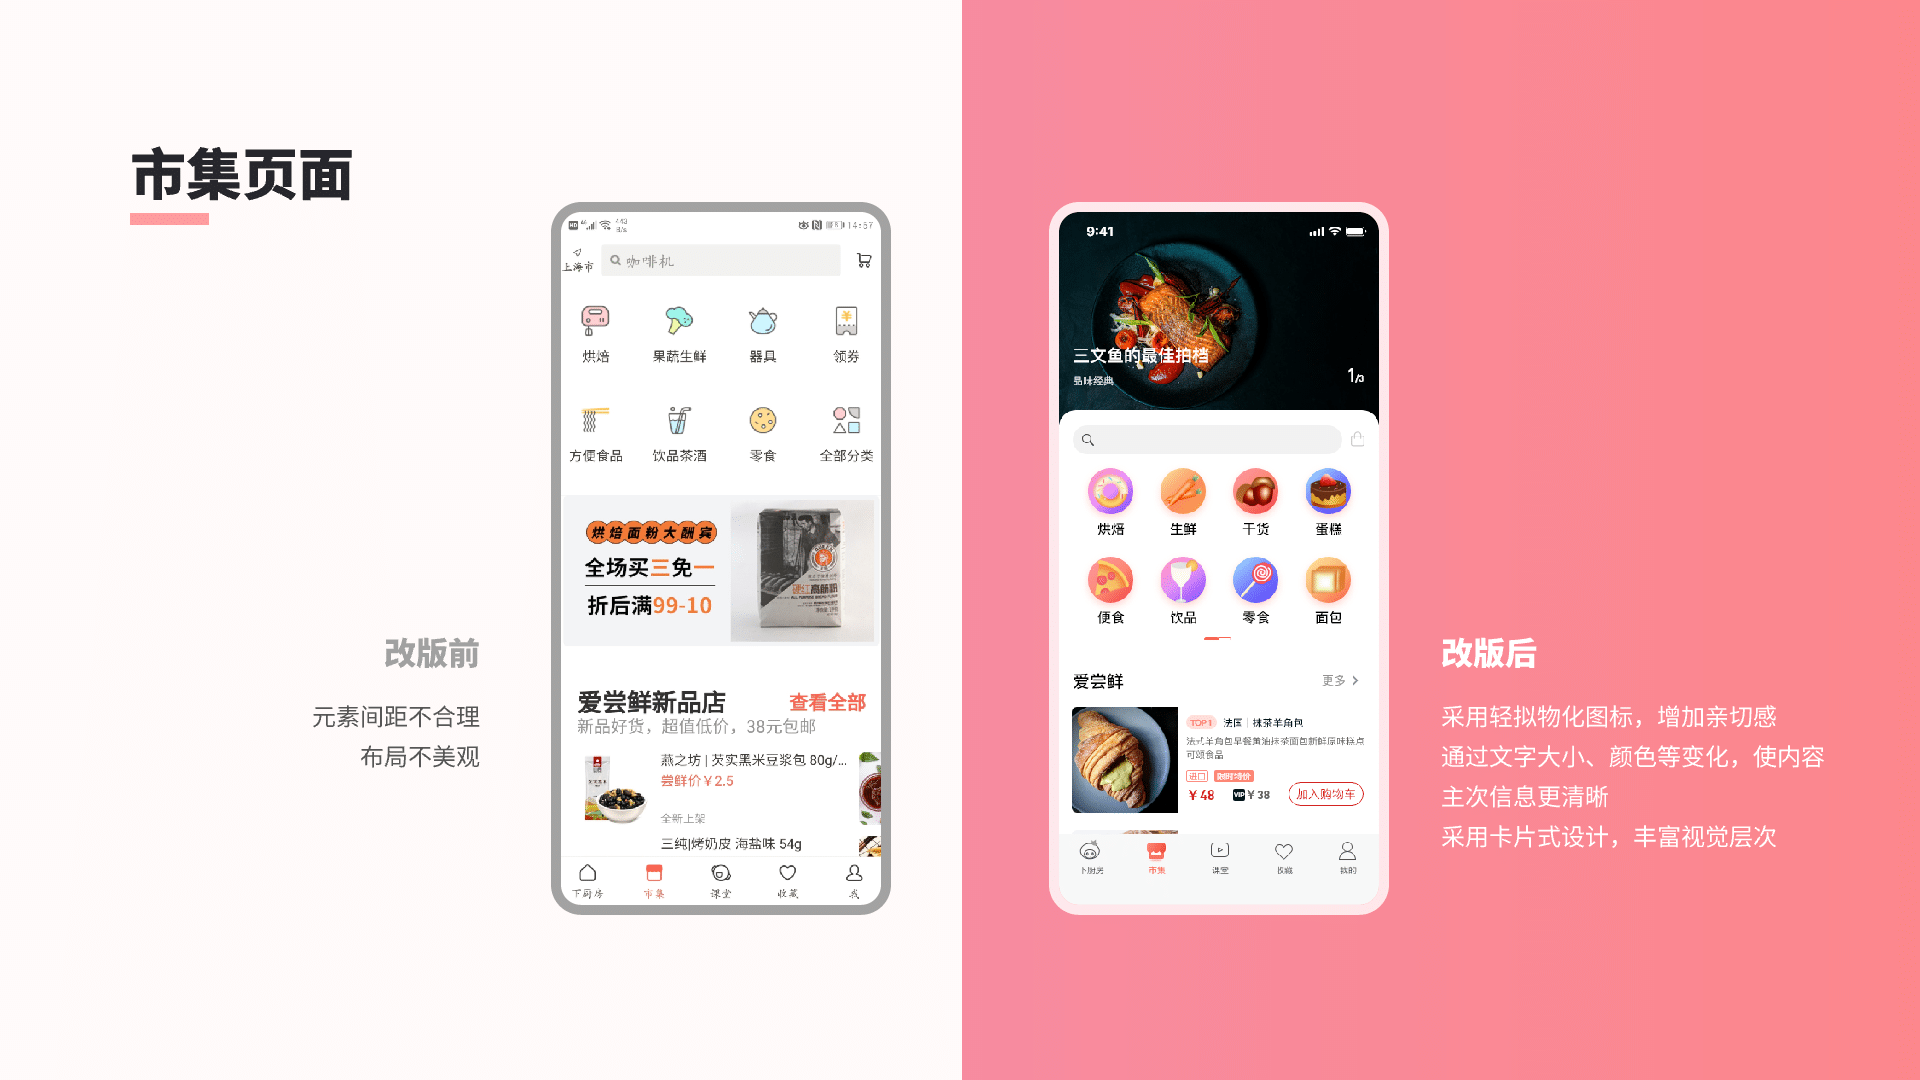 市集页面
改版前
元素间距不合理
布局不美观
14:57
上海市
咖啡机
烘焙
果蔬生鲜
器具
领券
方便食品
饮品茶酒
零食
全部分类
烘焙面粉大酬宾
全场买三免一
折后满99-10
高筋粉
爱尝鲜新品店
查看全部
新品好货，超值低价，38元包邮
燕之坊 | 芡实黑米豆浆包 80g/...
尝鲜价￥2.5
全新上架
三纯|烤奶皮 海盐味 54g
下厨房
市集
课堂
收藏
我
9:41
三文鱼的最佳拍档
品味经典
1/3
烘焙
生鲜
干货
蛋糕
便食
饮品
零食
面包
爱尝鲜
更多
TOP1 法国 | 抹茶羊角包
法式羊角包早餐黄油抹茶面包新鲜原味糕点
可颂食品
进口 限时特价
￥48 VIP￥38 加入购物车
下厨房
市集
课堂
收藏
我的
改版后
采用轻拟物化图标，增加亲切感
通过文字大小、颜色等变化，使内容
主次信息更清晰
采用卡片式设计，丰富视觉层次